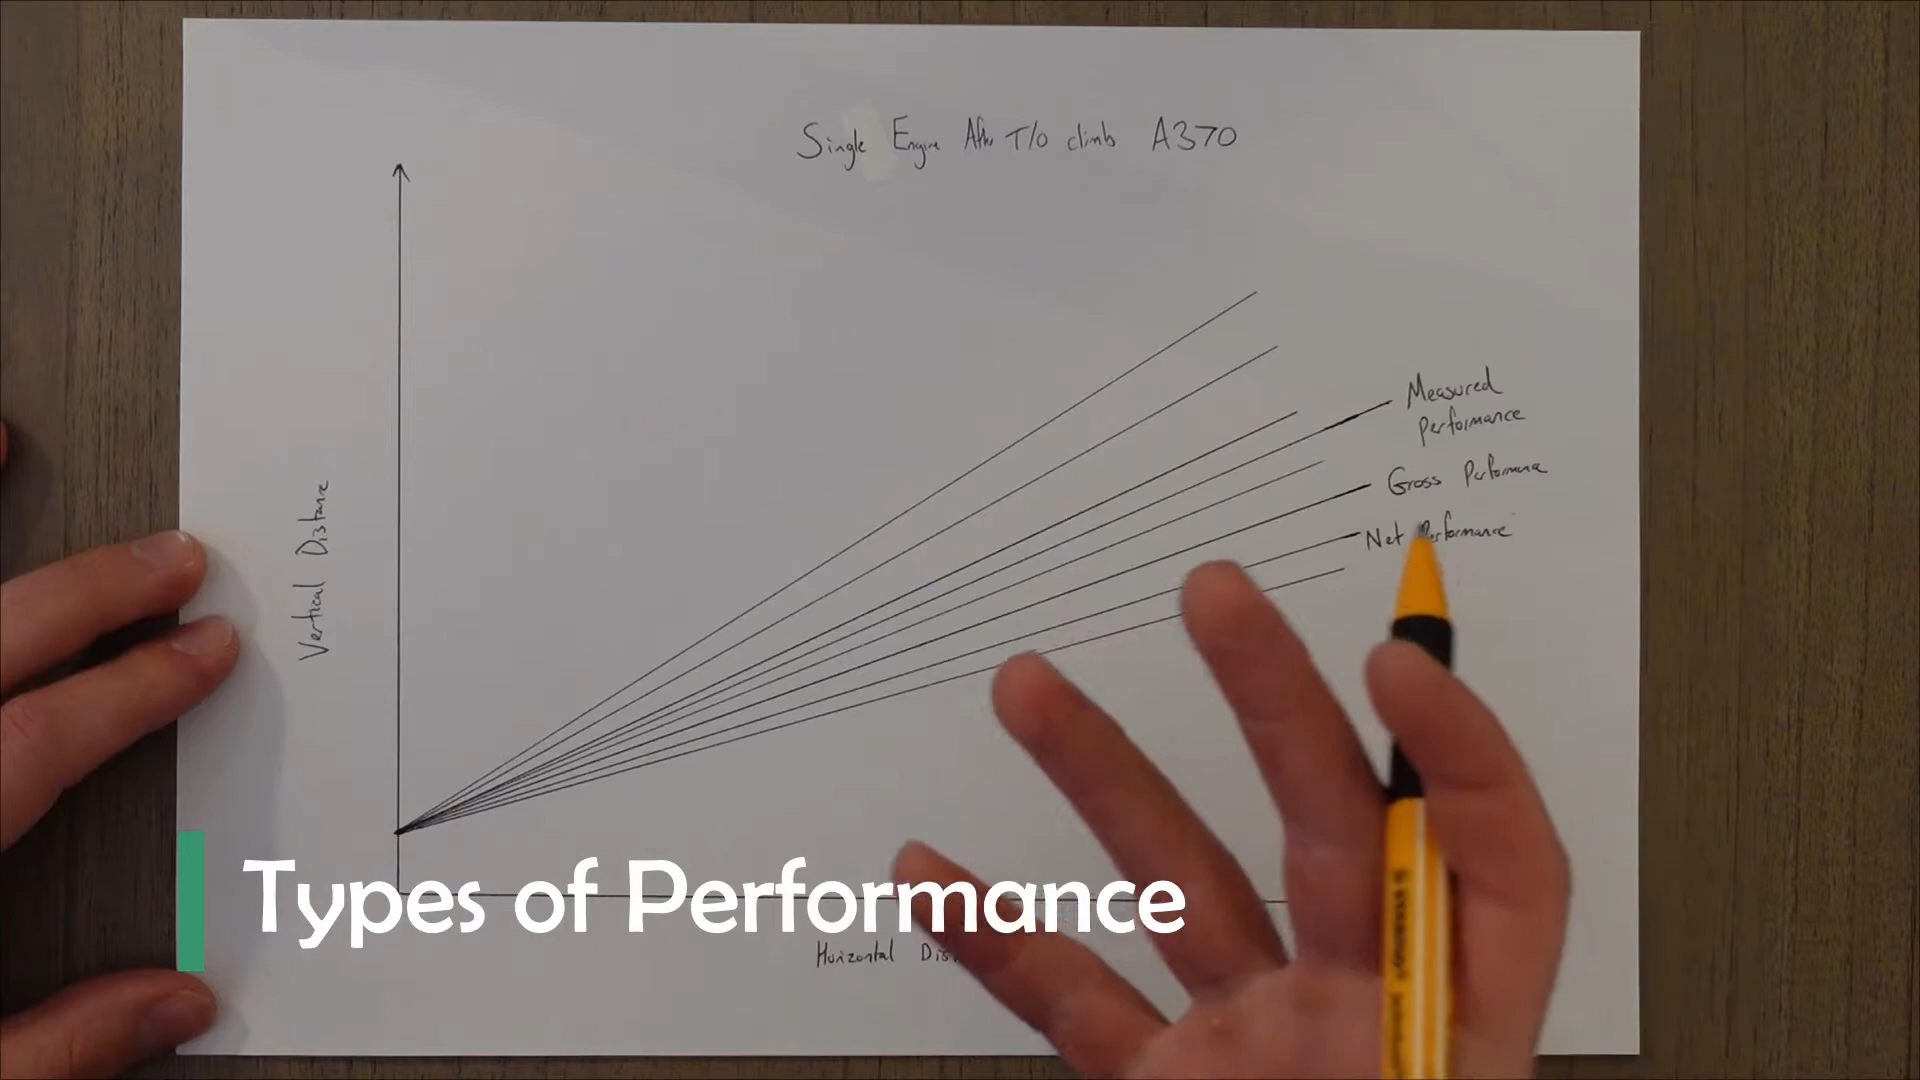 Single Engine After T/O climb A370
Measured
Performance
Gross Performance
Net Performance
Vertical Distance
Types of Performance
Horizontal